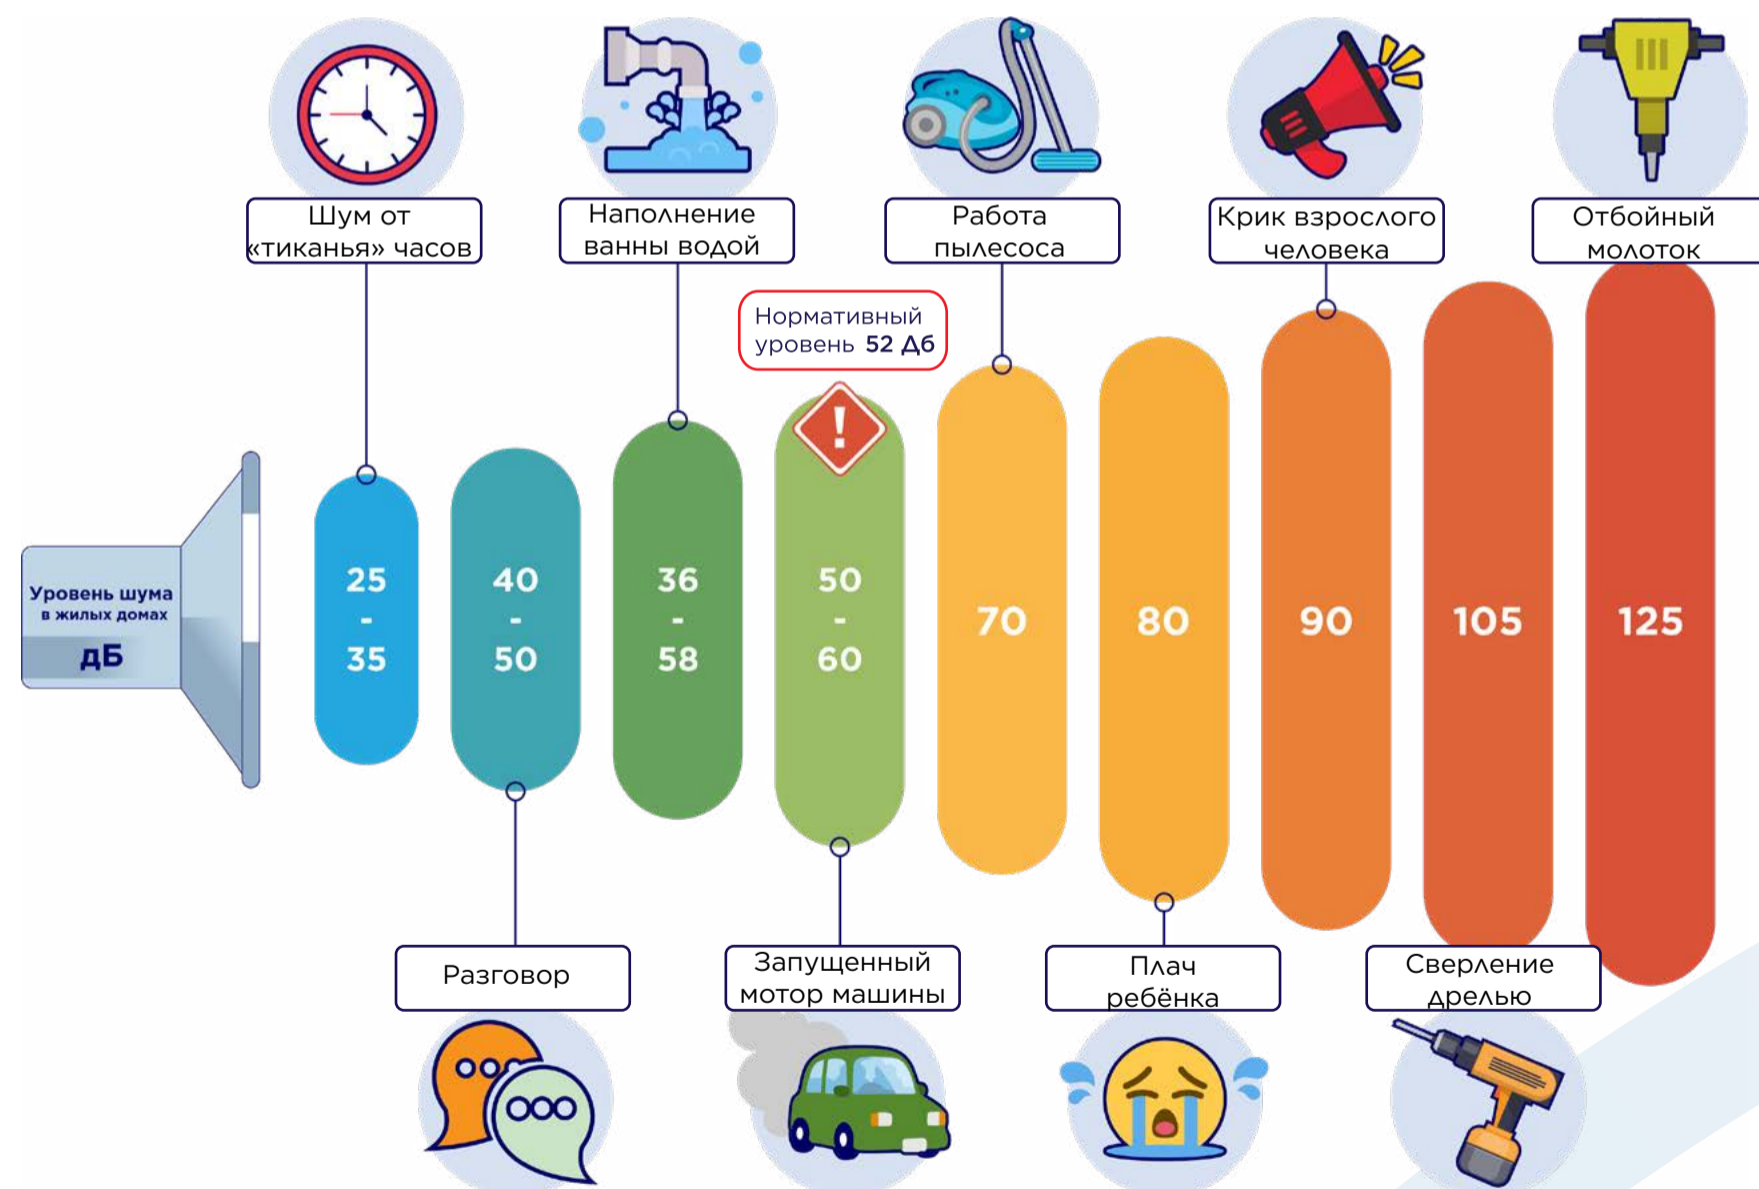 Шум от
«тиканья» часов
Наполнение
ванны водой
Работа
пылесоса
Крик взрослого
человека
Отбойный
молоток
Нормативный
уровень 52 Дб
Уровень шума
в жилых домах
дБ
25
-
35
40
-
50
36
-
58
50
-
60
70
80
90
105
125
!
Разговор
Запущенный
мотор машины
Плач
ребёнка
Сверление
дрелью